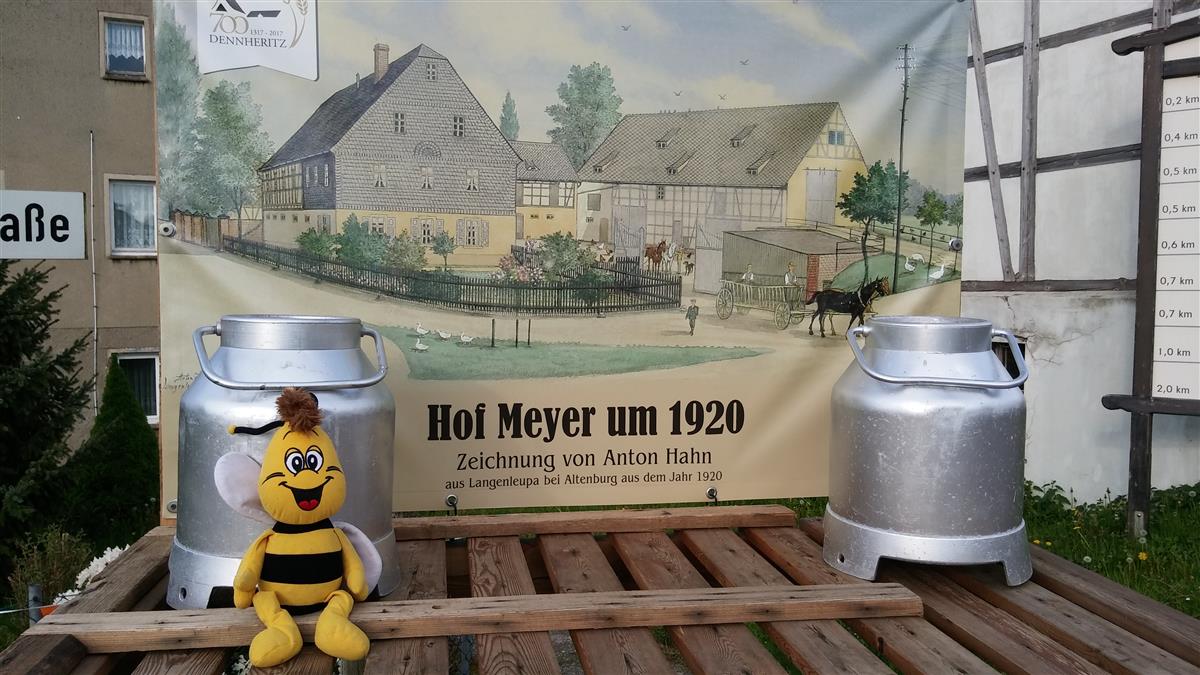 700 1317 - 2017
DENNHERITZ
aße
Hof Meyer um 1920
Zeichnung von Anton Hahn
aus Langenleupa bei Altenburg aus dem Jahr 1920
0,2 km
0,4 km
0,5 km
0,5 km
0,6 km
0,7 km
0,7 km
1,0 km
2,0 km